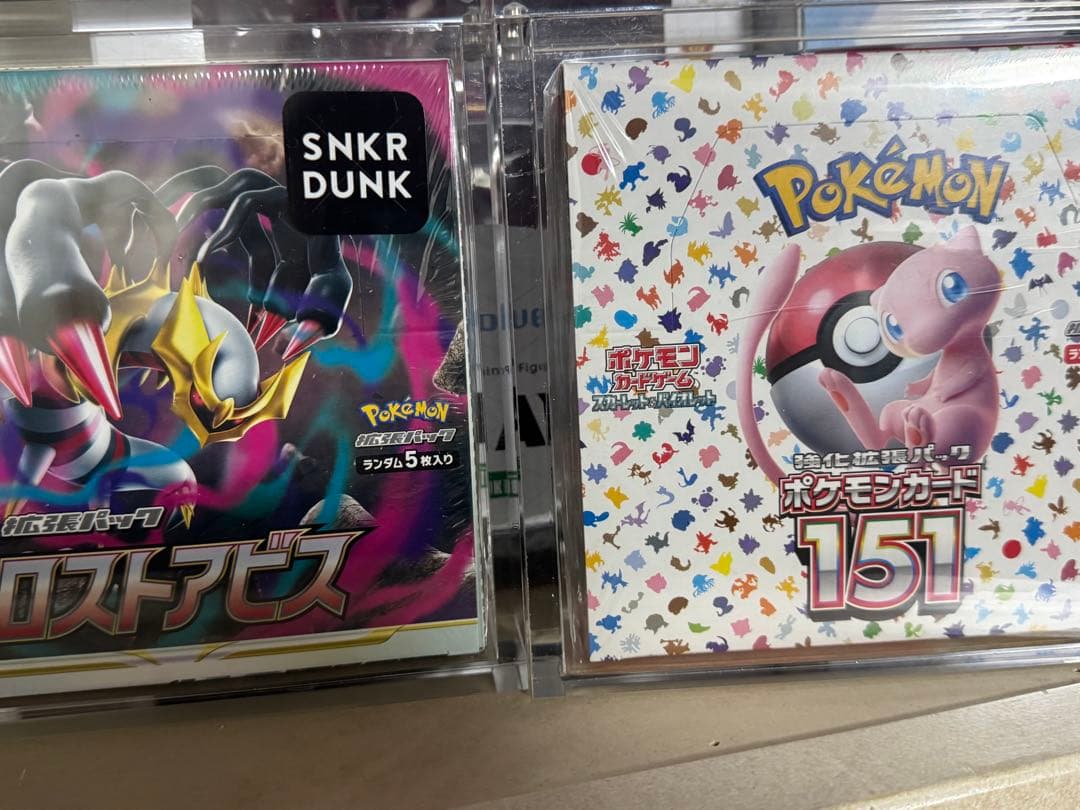 SNKR
DUNK
Pokémon
拡張パック
ランダム5枚入り
拡張パック
ロストアビス
POKÉMON
ポケモン
カードゲーム
スカーレット&バイオレット
強化拡張パック
ポケモンカード
151